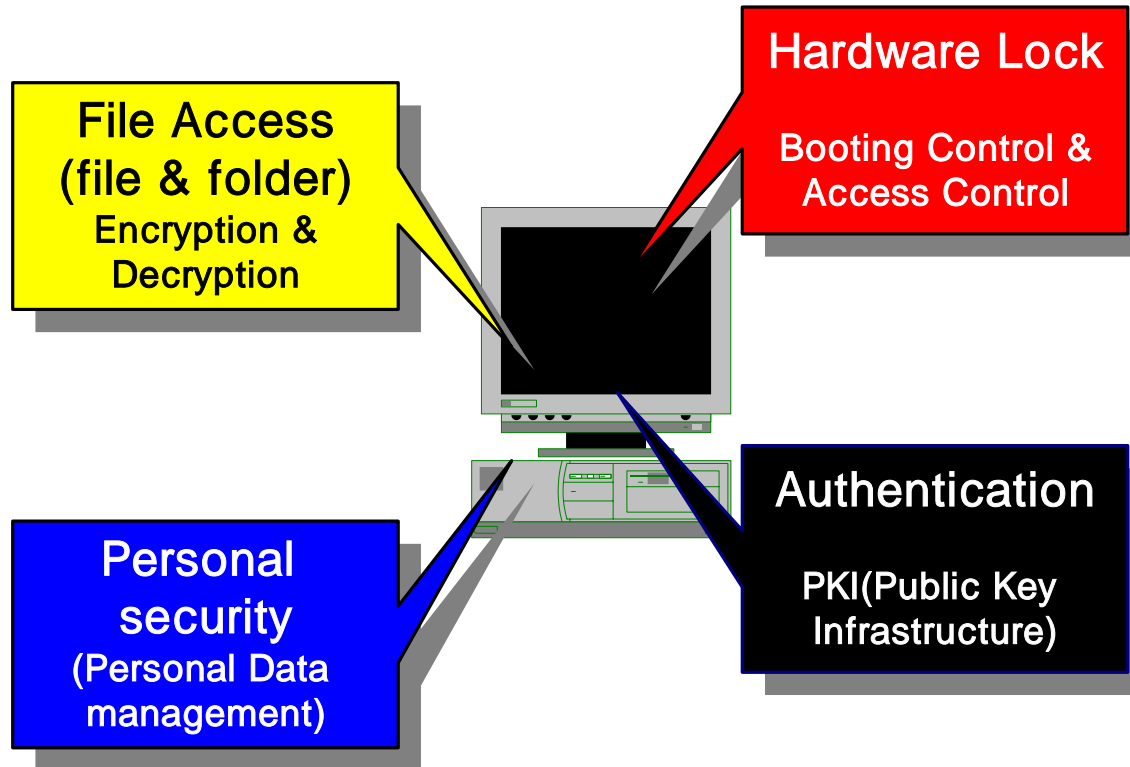 File Access
(file & folder)
Encryption &
Decryption
Hardware Lock
Booting Control &
Access Control
Personal
security
(Personal Data
management)
Authentication
PKI(Public Key
Infrastructure)